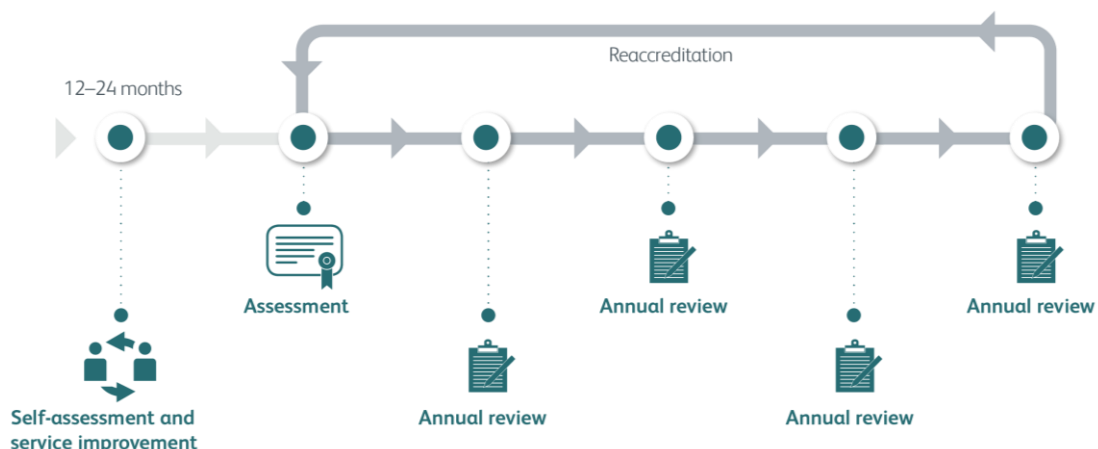 Reaccreditation
12–24 months
Assessment
Annual review
Annual review
Self-assessment and
service improvement
Annual review
Annual review